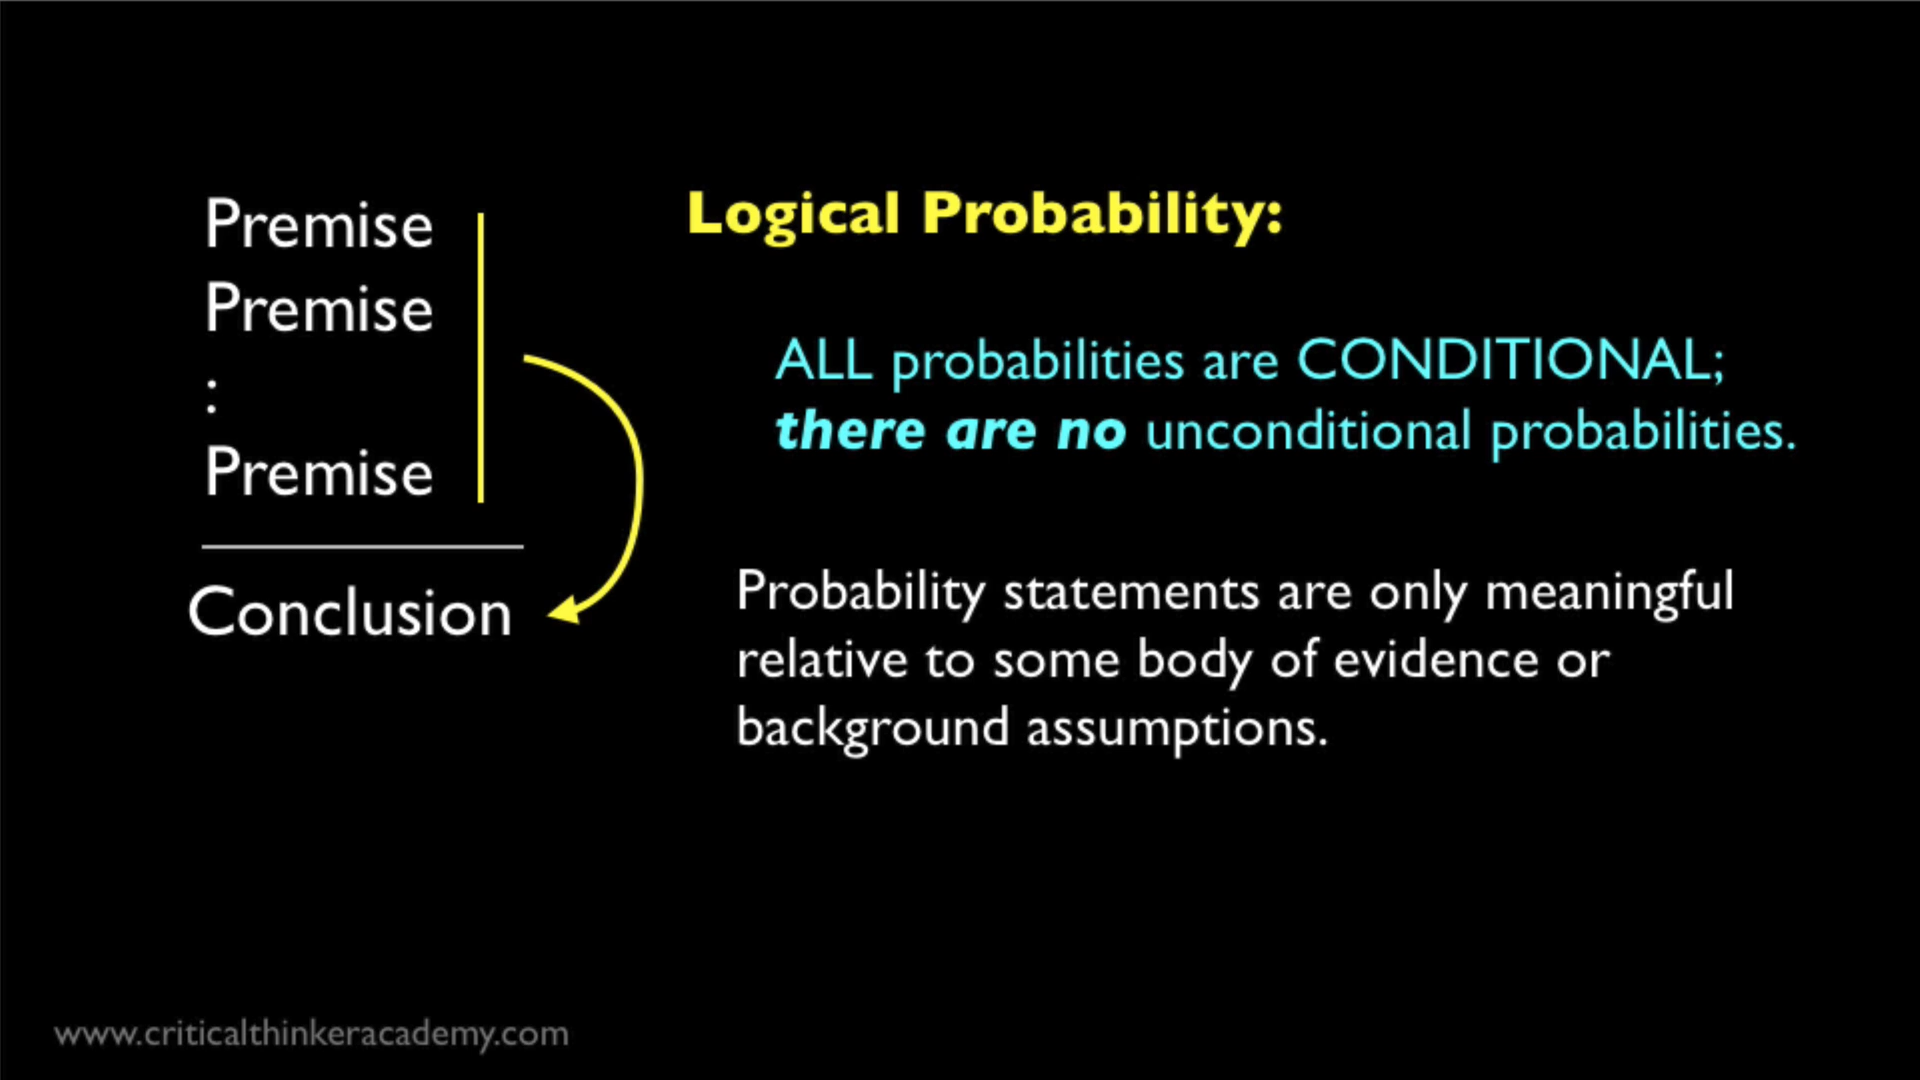 Premise
Premise
:
Premise
Conclusion
Logical Probability:
ALL probabilities are CONDITIONAL;
there are no unconditional probabilities.
Probability statements are only meaningful
relative to some body of evidence or
background assumptions.
www.criticalthinkeracademy.com